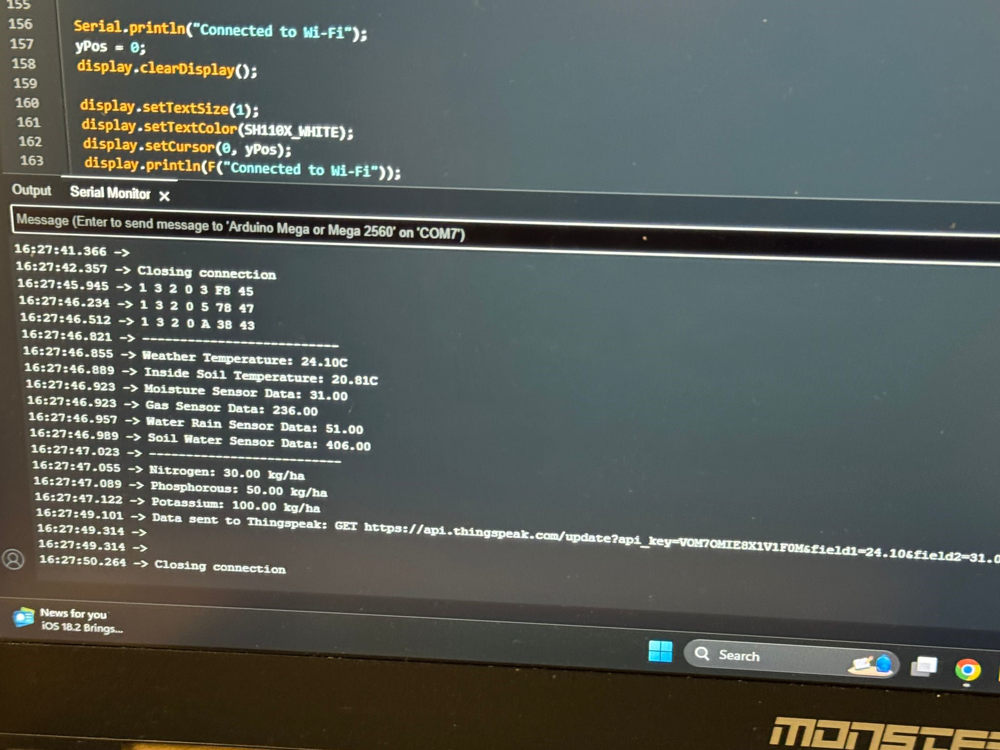 155
156 Serial.println("Connected to Wi-Fi");
157 yPos = 0;
158 display.clearDisplay();
159
160 display.setTextSize(1);
161 display.setTextColor(SH110X_WHITE);
162 display.setCursor(0, yPos);
163 display.println(F("Connected to Wi-Fi"));
Output Serial Monitor ×
Message (Enter to send message to 'Arduino Mega or Mega 2560' on 'COM7')
16:27:41.366 ->
16:27:42.357 -> Closing connection
16:27:45.945 -> 1 3 2 0 3 F8 45
16:27:46.234 -> 1 3 2 0 5 78 47
16:27:46.512 -> 1 3 2 0 A 38 43
16:27:46.821 -> --------------------------
16:27:46.855 -> Weather Temperature: 24.10C
16:27:46.889 -> Inside Soil Temperature: 20.81C
16:27:46.923 -> Moisture Sensor Data: 31.00
16:27:46.923 -> Gas Sensor Data: 236.00
16:27:46.957 -> Water Rain Sensor Data: 51.00
16:27:46.989 -> Soil Water Sensor Data: 406.00
16:27:47.023 -> --------------------------
16:27:47.055 -> Nitrogen: 30.00 kg/ha
16:27:47.089 -> Phosphorous: 50.00 kg/ha
16:27:47.122 -> Potassium: 100.00 kg/ha
16:27:49.101 -> Data sent to Thingspeak: GET https://api.thingspeak.com/update?api_key=VOM7OMIE8X1V1F0M&field1=24.10&field2=31.0
16:27:49.314 ->
16:27:49.314 ->
16:27:50.264 -> Closing connection
News for you
iOS 18.2 Brings...
Search
MONSTE